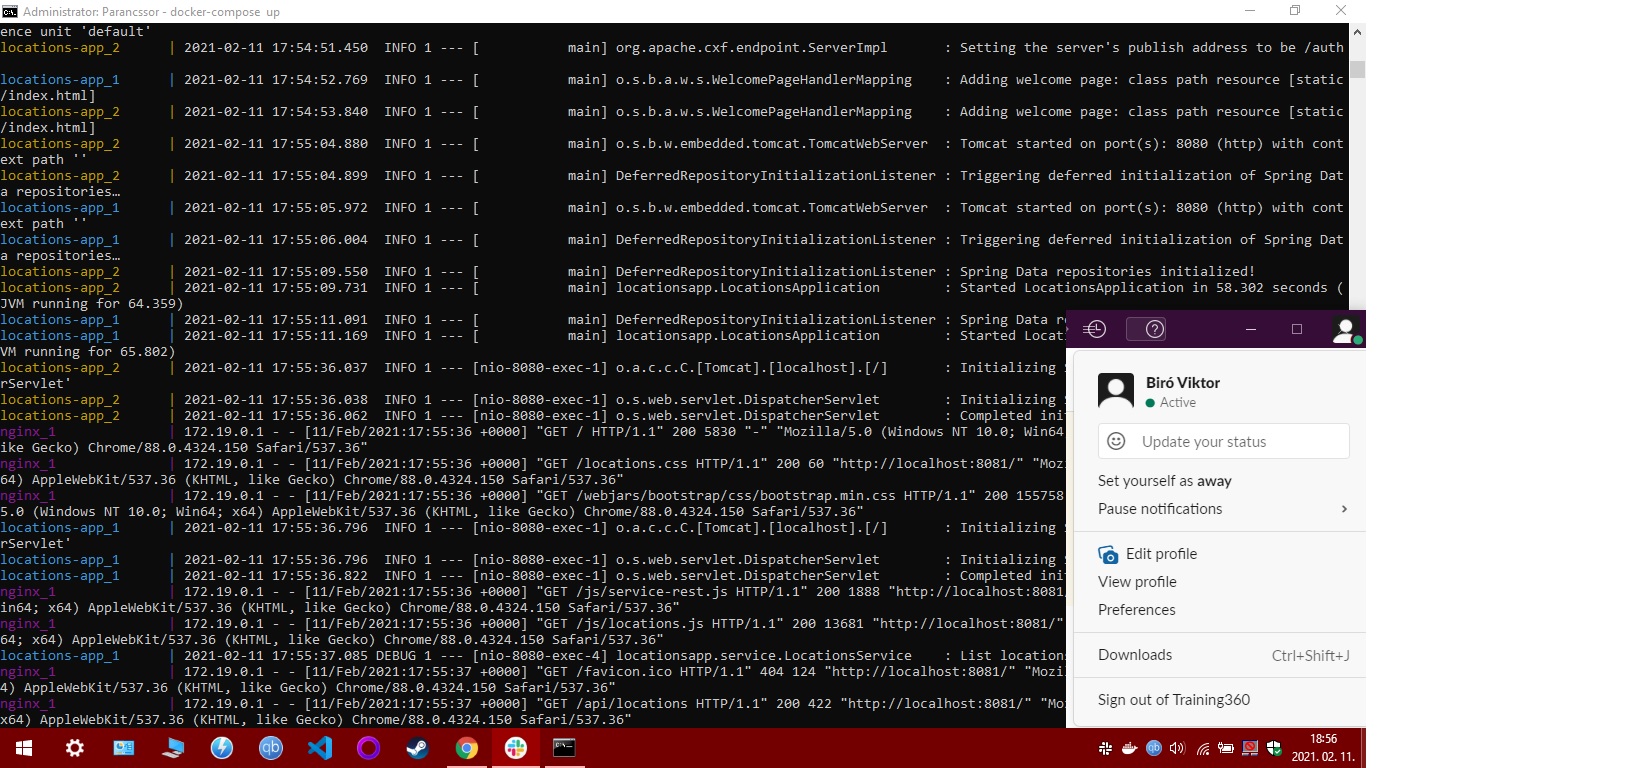 Administrator: Parancssor - docker-compose up
ence unit 'default'
locations-app_2 | 2021-02-11 17:54:51.450 INFO 1 --- [ main] org.apache.cxf.endpoint.ServerImpl : Setting the server's publish address to be /auth
locations-app_1 | 2021-02-11 17:54:52.769 INFO 1 --- [ main] o.s.b.a.w.s.WelcomePageHandlerMapping : Adding welcome page: class path resource [static
/index.html]
locations-app_2 | 2021-02-11 17:54:53.840 INFO 1 --- [ main] o.s.b.a.w.s.WelcomePageHandlerMapping : Adding welcome page: class path resource [static
/index.html]
locations-app_2 | 2021-02-11 17:55:04.880 INFO 1 --- [ main] o.s.b.w.embedded.tomcat.TomcatWebServer : Tomcat started on port(s): 8080 (http) with cont
ext path ''
locations-app_2 | 2021-02-11 17:55:04.899 INFO 1 --- [ main] DeferredRepositoryInitializationListener : Triggering deferred initialization of Spring Dat
a repositories…
locations-app_1 | 2021-02-11 17:55:05.972 INFO 1 --- [ main] o.s.b.w.embedded.tomcat.TomcatWebServer : Tomcat started on port(s): 8080 (http) with cont
ext path ''
locations-app_1 | 2021-02-11 17:55:06.004 INFO 1 --- [ main] DeferredRepositoryInitializationListener : Triggering deferred initialization of Spring Dat
a repositories…
locations-app_2 | 2021-02-11 17:55:09.550 INFO 1 --- [ main] DeferredRepositoryInitializationListener : Spring Data repositories initialized!
locations-app_2 | 2021-02-11 17:55:09.731 INFO 1 --- [ main] locationsapp.LocationsApplication : Started LocationsApplication in 58.302 seconds (
JVM running for 64.359)
locations-app_1 | 2021-02-11 17:55:11.091 INFO 1 --- [ main] DeferredRepositoryInitializationListener : Spring Data r
locations-app_1 | 2021-02-11 17:55:11.169 INFO 1 --- [ main] locationsapp.LocationsApplication : Started Locat
VM running for 65.802)
locations-app_2 | 2021-02-11 17:55:36.037 INFO 1 --- [nio-8080-exec-1] o.a.c.c.C.[Tomcat].[localhost].[/] : Initializing S
rServlet'
locations-app_2 | 2021-02-11 17:55:36.038 INFO 1 --- [nio-8080-exec-1] o.s.web.servlet.DispatcherServlet : Initializing S
locations-app_2 | 2021-02-11 17:55:36.062 INFO 1 --- [nio-8080-exec-1] o.s.web.servlet.DispatcherServlet : Completed ini
nginx_1 | 172.19.0.1 - - [11/Feb/2021:17:55:36 +0000] "GET / HTTP/1.1" 200 5830 "-" "Mozilla/5.0 (Windows NT 10.0; Win64
ike Gecko) Chrome/88.0.4324.150 Safari/537.36"
nginx_1 | 172.19.0.1 - - [11/Feb/2021:17:55:36 +0000] "GET /locations.css HTTP/1.1" 200 60 "http://localhost:8081/" "Moz
64) AppleWebKit/537.36 (KHTML, like Gecko) Chrome/88.0.4324.150 Safari/537.36"
nginx_1 | 172.19.0.1 - - [11/Feb/2021:17:55:36 +0000] "GET /webjars/bootstrap/css/bootstrap.min.css HTTP/1.1" 200 155758
5.0 (Windows NT 10.0; Win64; x64) AppleWebKit/537.36 (KHTML, like Gecko) Chrome/88.0.4324.150 Safari/537.36"
locations-app_1 | 2021-02-11 17:55:36.796 INFO 1 --- [nio-8080-exec-1] o.a.c.c.C.[Tomcat].[localhost].[/] : Initializing S
rServlet'
locations-app_1 | 2021-02-11 17:55:36.796 INFO 1 --- [nio-8080-exec-1] o.s.web.servlet.DispatcherServlet : Initializing S
locations-app_1 | 2021-02-11 17:55:36.822 INFO 1 --- [nio-8080-exec-1] o.s.web.servlet.DispatcherServlet : Completed ini
nginx_1 | 172.19.0.1 - - [11/Feb/2021:17:55:36 +0000] "GET /js/service-rest.js HTTP/1.1" 200 1888 "http://localhost:8081
in64; x64) AppleWebKit/537.36 (KHTML, like Gecko) Chrome/88.0.4324.150 Safari/537.36"
nginx_1 | 172.19.0.1 - - [11/Feb/2021:17:55:36 +0000] "GET /js/locations.js HTTP/1.1" 200 13681 "http://localhost:8081/"
64; x64) AppleWebKit/537.36 (KHTML, like Gecko) Chrome/88.0.4324.150 Safari/537.36"
locations-app_1 | 2021-02-11 17:55:37.085 DEBUG 1 --- [nio-8080-exec-4] locationsapp.service.LocationsService : List locations
nginx_1 | 172.19.0.1 - - [11/Feb/2021:17:55:37 +0000] "GET /favicon.ico HTTP/1.1" 404 124 "http://localhost:8081/" "Mozi
4) AppleWebKit/537.36 (KHTML, like Gecko) Chrome/88.0.4324.150 Safari/537.36"
nginx_1 | 172.19.0.1 - - [11/Feb/2021:17:55:37 +0000] "GET /api/locations HTTP/1.1" 200 422 "http://localhost:8081/" "Mo
x64) AppleWebKit/537.36 (KHTML, like Gecko) Chrome/88.0.4324.150 Safari/537.36"
Biró Viktor
Active
Update your status
Set yourself as away
Pause notifications
Edit profile
View profile
Preferences
Downloads Ctrl+Shift+J
Sign out of Training360
18:56
2021. 02. 11.